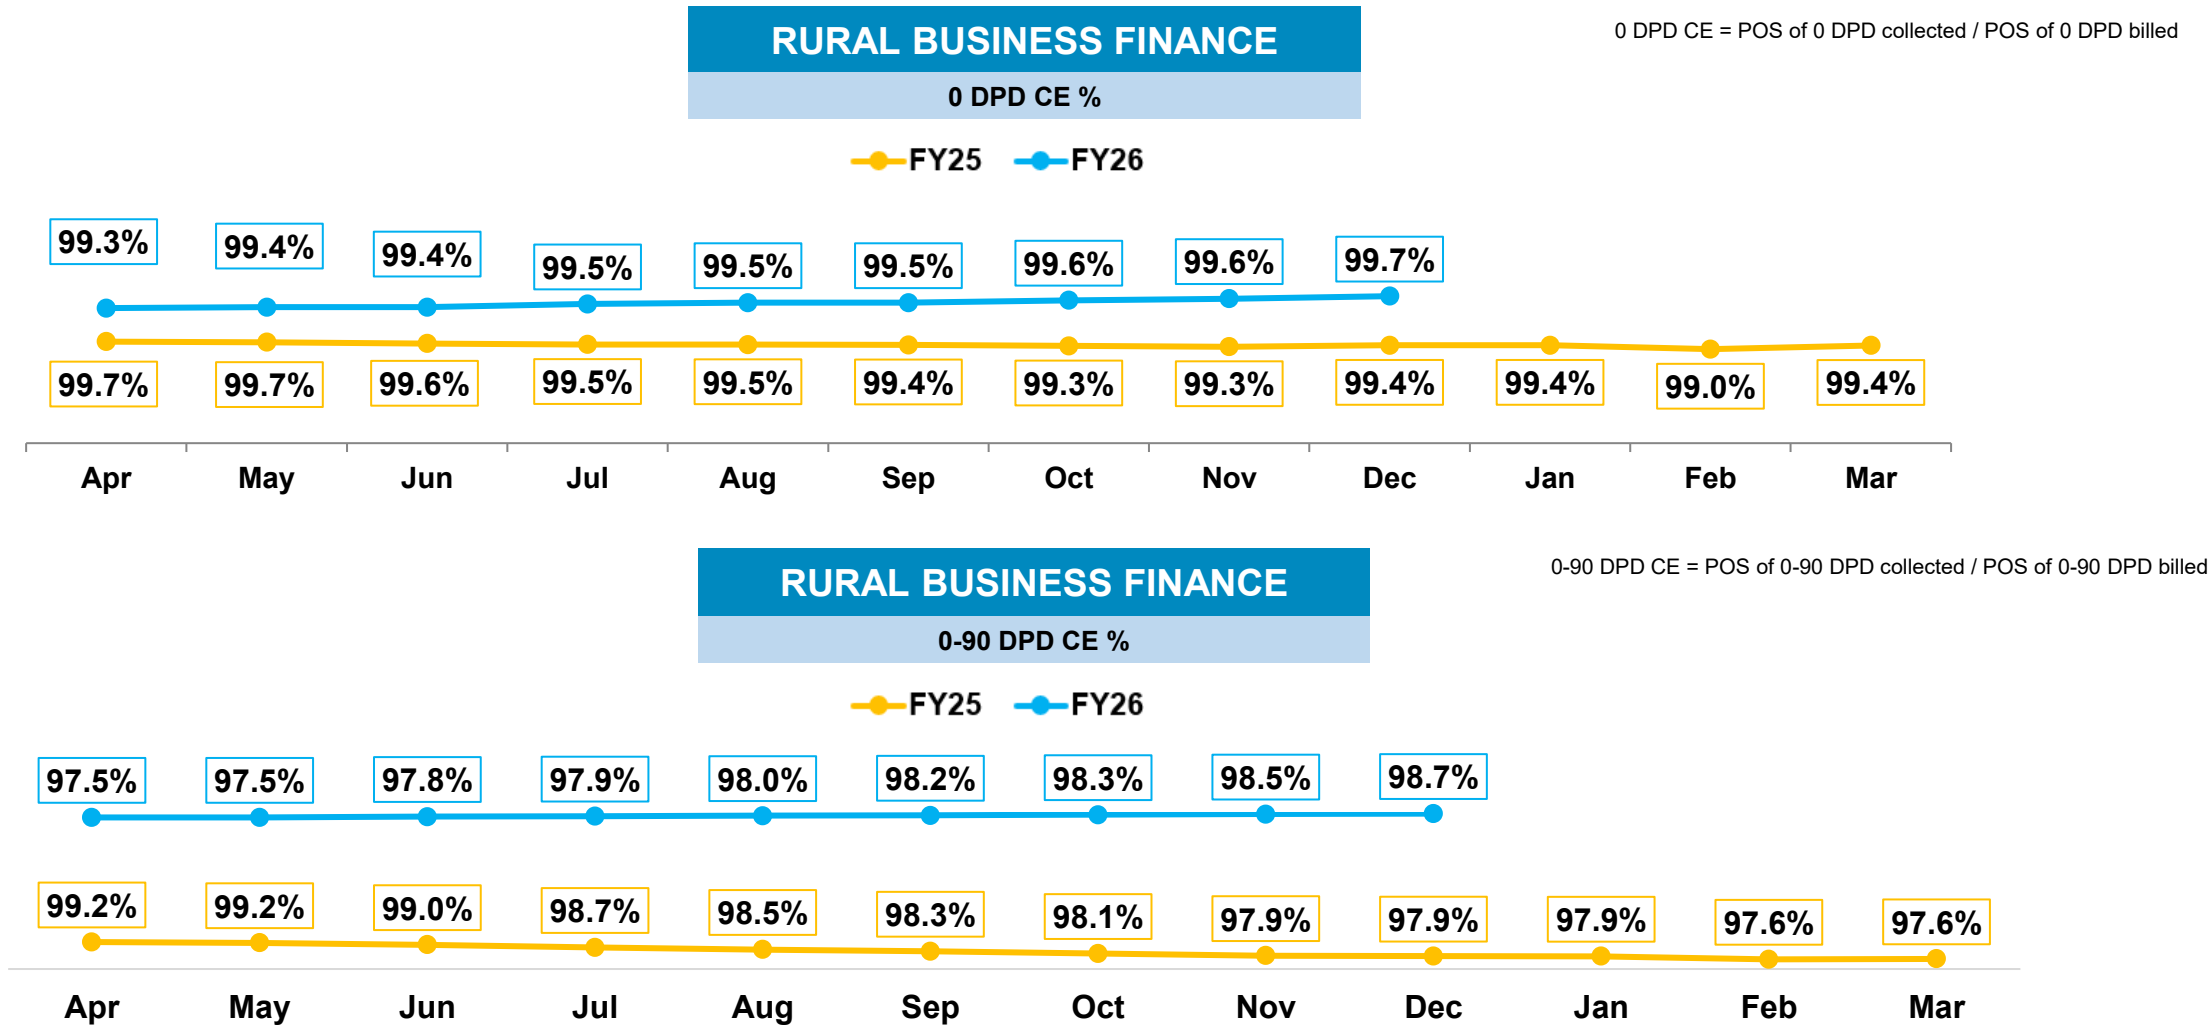 RURAL BUSINESS FINANCE
0 DPD CE = POS of 0 DPD collected / POS of 0 DPD billed
0 DPD CE %
FY25 FY26
99.3% 99.4% 99.4% 99.5% 99.5% 99.5% 99.6% 99.6% 99.7%
99.7% 99.7% 99.6% 99.5% 99.5% 99.4% 99.3% 99.3% 99.4% 99.4% 99.0% 99.4%
Apr May Jun Jul Aug Sep Oct Nov Dec Jan Feb Mar
RURAL BUSINESS FINANCE
0-90 DPD CE = POS of 0-90 DPD collected / POS of 0-90 DPD billed
0-90 DPD CE %
FY25 FY26
97.5% 97.5% 97.8% 97.9% 98.0% 98.2% 98.3% 98.5% 98.7%
99.2% 99.2% 99.0% 98.7% 98.5% 98.3% 98.1% 97.9% 97.9% 97.9% 97.6% 97.6%
Apr May Jun Jul Aug Sep Oct Nov Dec Jan Feb Mar